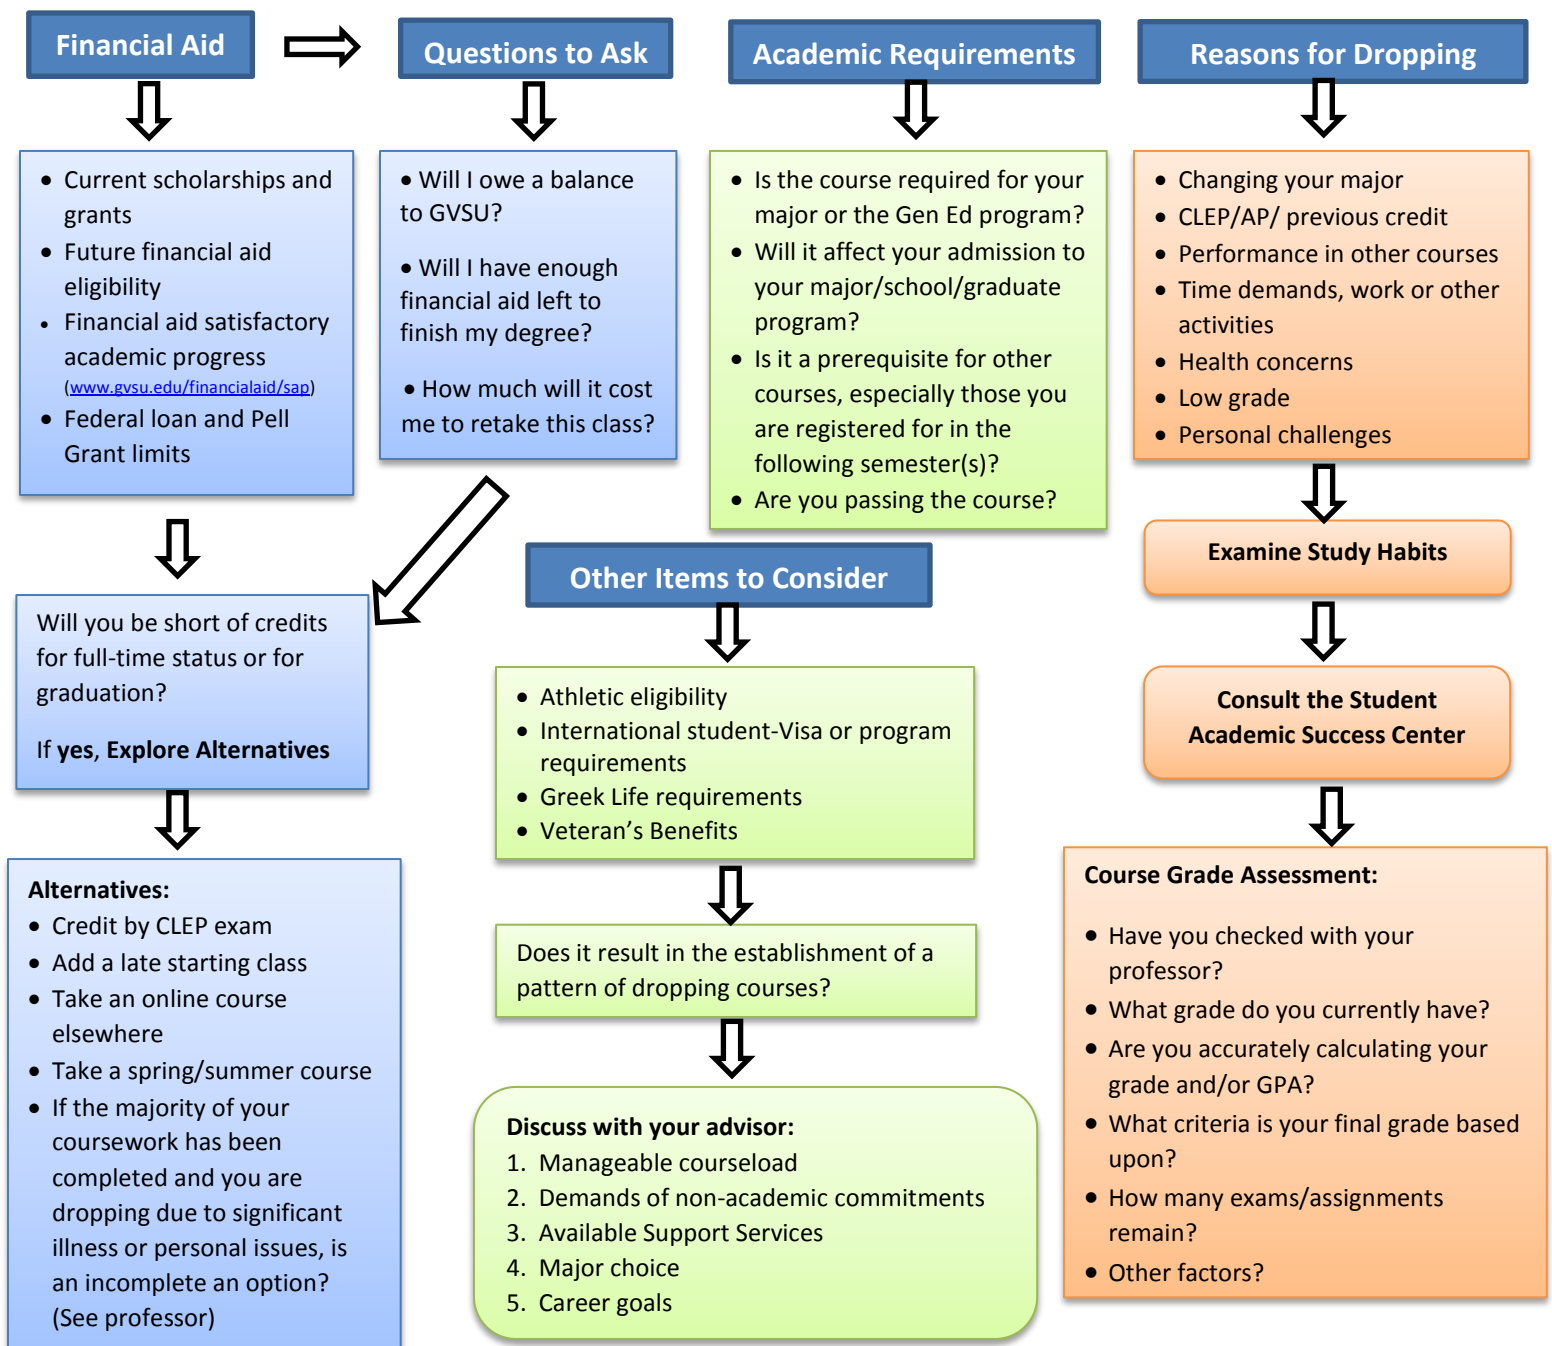 Financial Aid
Questions to Ask
Academic Requirements
Reasons for Dropping
• Current scholarships and
grants
• Future financial aid
eligibility
• Financial aid satisfactory
academic progress
(www.gvsu.edu/financialaid/sap)
• Federal loan and Pell
Grant limits
• Will I owe a balance
to GVSU?
• Will I have enough
financial aid left to
finish my degree?
• How much will it cost
me to retake this class?
• Is the course required for your
major or the Gen Ed program?
• Will it affect your admission to
your major/school/graduate
program?
• Is it a prerequisite for other
courses, especially those you
are registered for in the
following semester(s)?
• Are you passing the course?
• Changing your major
• CLEP/AP/ previous credit
• Performance in other courses
• Time demands, work or other
activities
• Health concerns
• Low grade
• Personal challenges
Will you be short of credits
for full-time status or for
graduation?
If yes, Explore Alternatives
Other Items to Consider
Examine Study Habits
• Athletic eligibility
• International student-Visa or program
requirements
• Greek Life requirements
• Veteran's Benefits
Consult the Student
Academic Success Center
Alternatives:
• Credit by CLEP exam
• Add a late starting class
• Take an online course
elsewhere
• Take a spring/summer course
• If the majority of your
coursework has been
completed and you are
dropping due to significant
illness or personal issues, is
an incomplete an option?
(See professor)
Does it result in the establishment of a
pattern of dropping courses?
Discuss with your advisor:
1. Manageable courseload
2. Demands of non-academic commitments
3. Available Support Services
4. Major choice
5. Career goals
Course Grade Assessment:
• Have you checked with your
professor?
• What grade do you currently have?
• Are you accurately calculating your
grade and/or GPA?
• What criteria is your final grade based
upon?
• How many exams/assignments
remain?
• Other factors?